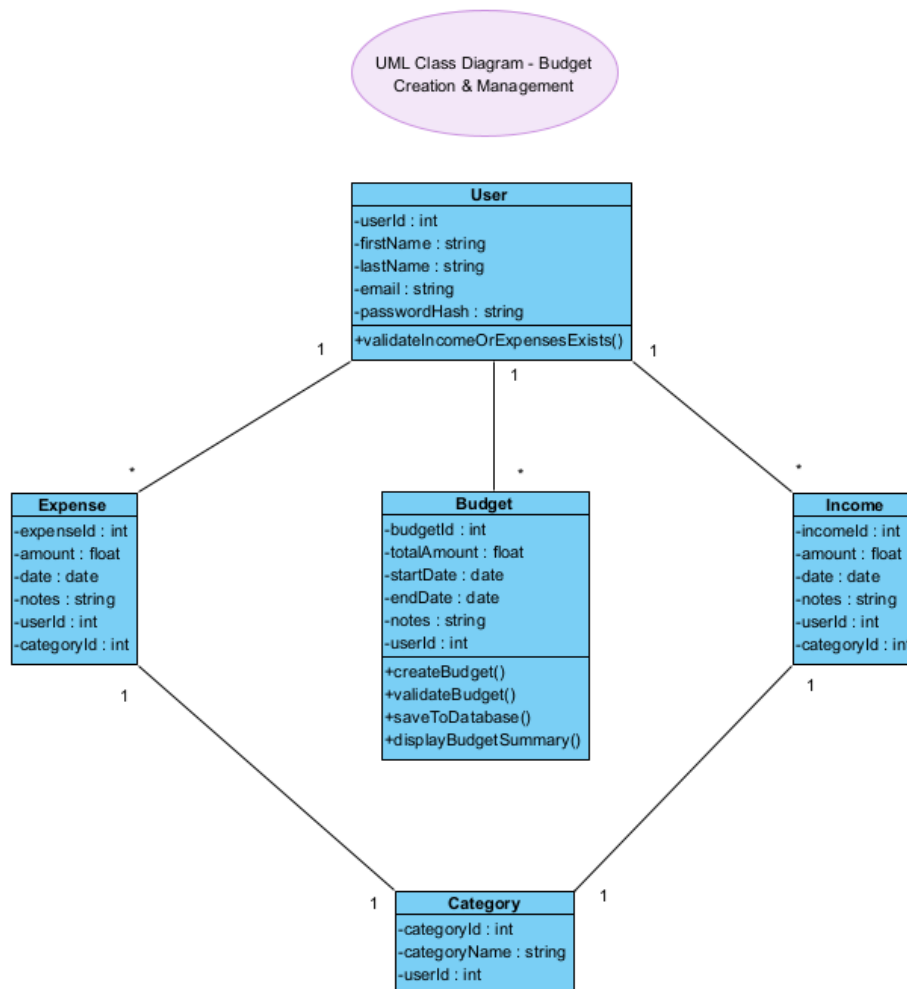 UML Class Diagram - Budget
Creation & Management
User
-userId : int
-firstName : string
-lastName : string
-email : string
-passwordHash : string
+validateIncomeOrExpensesExists()
1
1
1
*
*
*
Expense
-expenseId : int
-amount : float
-date : date
-notes : string
-userId : int
-categoryId : int
Budget
-budgetId : int
-totalAmount : float
-startDate : date
-endDate : date
-notes : string
-userId : int
+createBudget()
+validateBudget()
+saveToDatabase()
+displayBudgetSummary()
Income
-incomeId : int
-amount : float
-date : date
-notes : string
-userId : int
-categoryId : int
1
1
1
1
Category
-categoryId : int
-categoryName : string
-userId : int